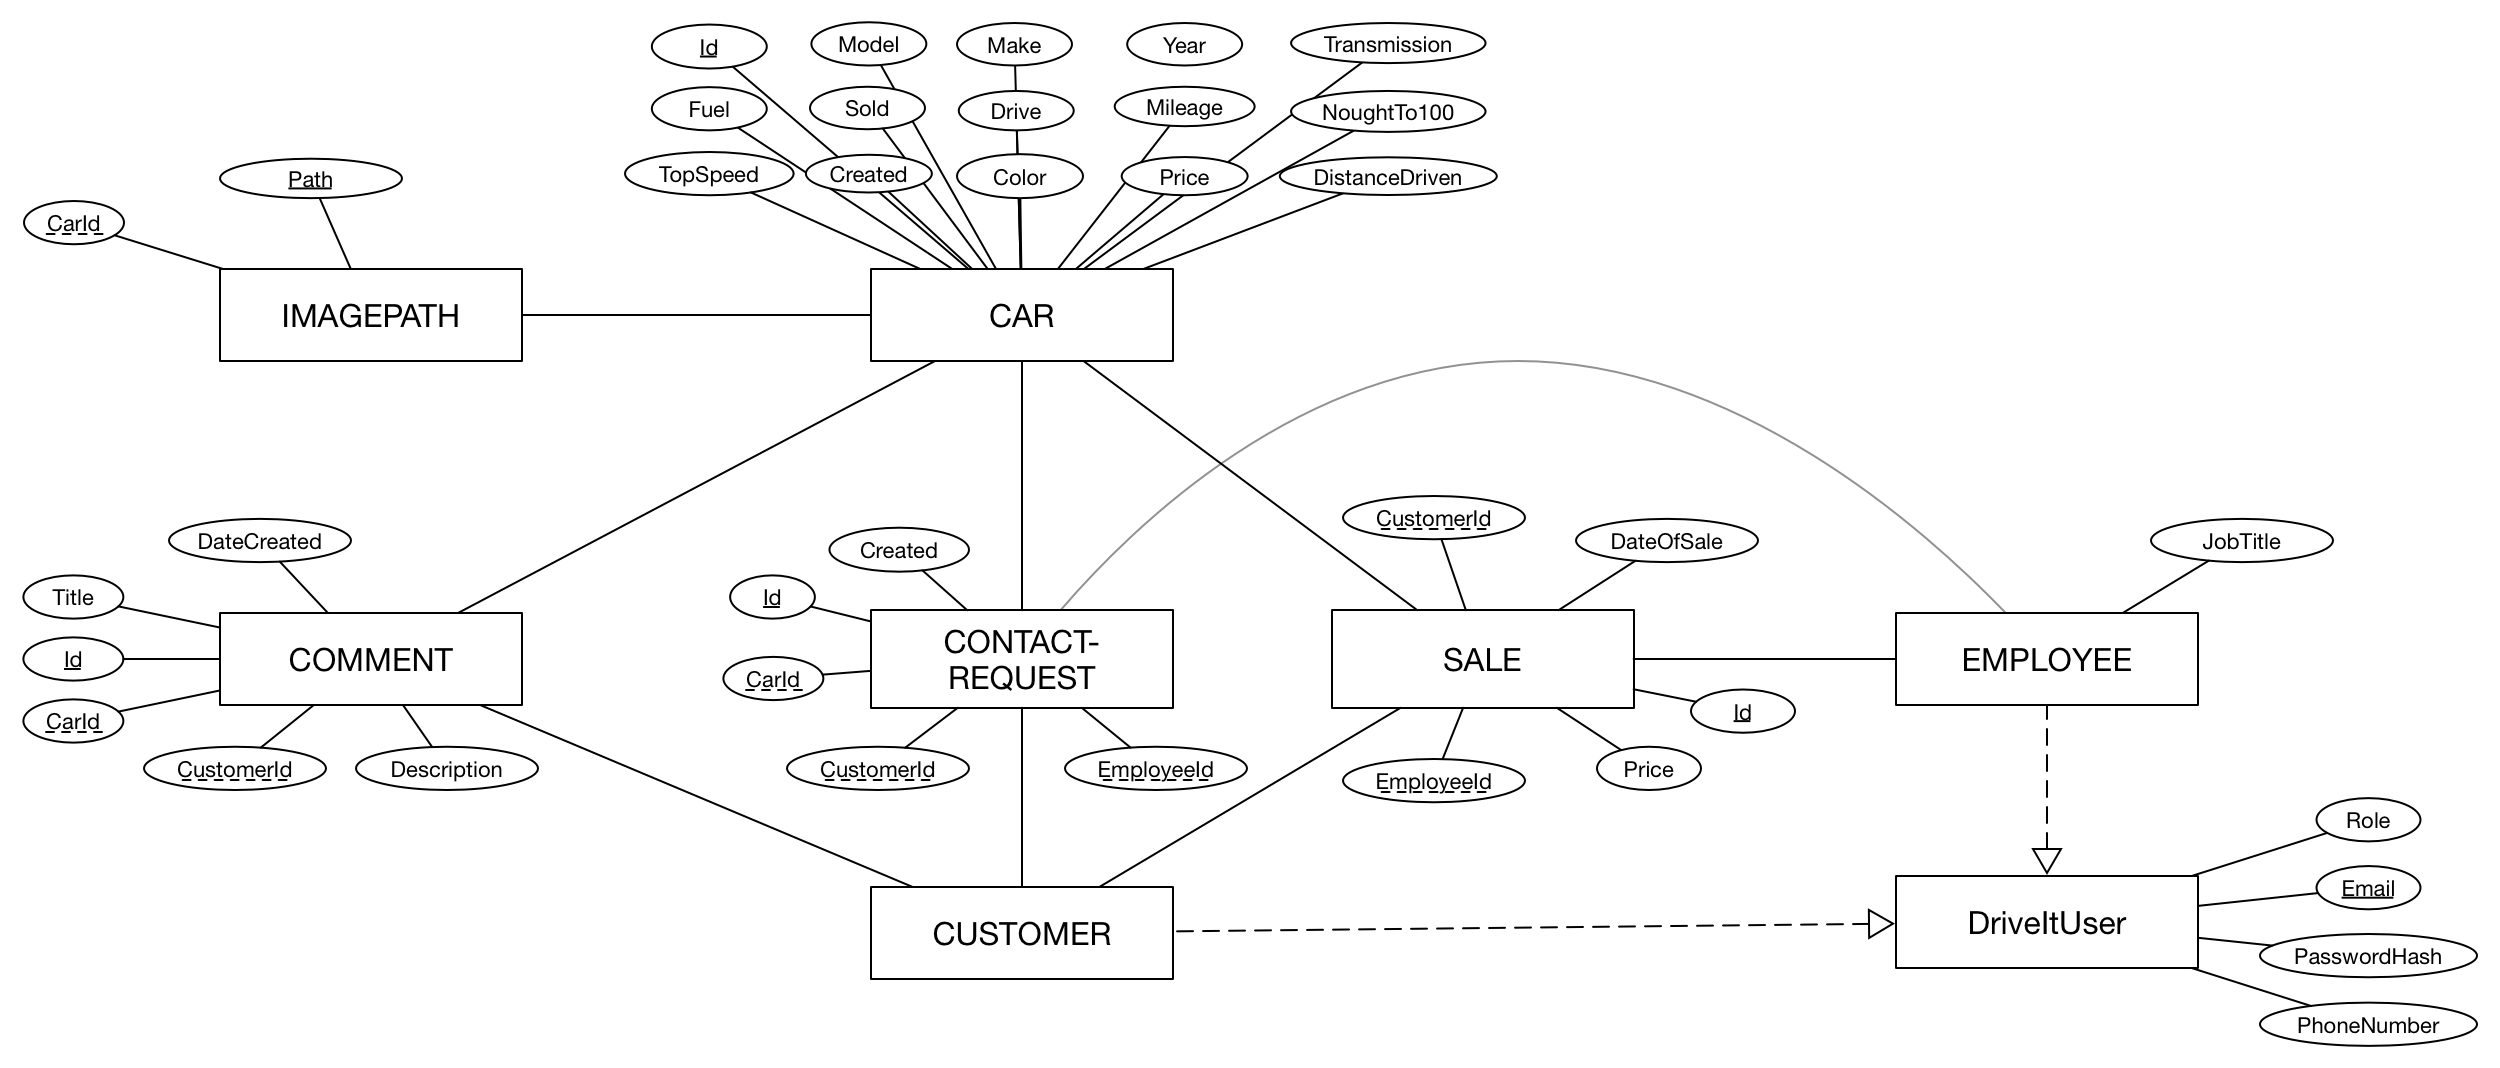 Id
Model
Make
Year
Transmission
Fuel
Sold
Drive
Mileage
NoughtTo100
TopSpeed
Created
Color
Price
DistanceDriven
Path
CarId
IMAGEPATH
CAR
CustomerId
DateCreated
Created
DateOfSale
JobTitle
Title
Id
COMMENT
Id
CarId
CustomerId
Description
CONTACT-
REQUEST
CarId
CustomerId
EmployeeId
SALE
Id
EmployeeId
Price
EMPLOYEE
CUSTOMER
DriveItUser
Role
Email
PasswordHash
PhoneNumber